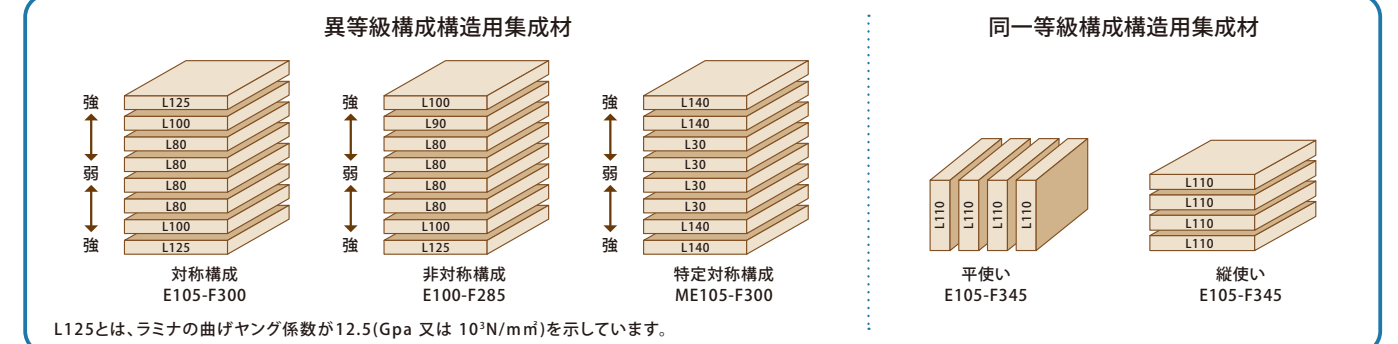 異等級構成構造用集成材
強
弱
強
L125
L100
L80
L80
L80
L80
L100
L125
対称構成
E105-F300
強
弱
強
L100
L90
L80
L80
L80
L80
L100
L125
非対称構成
E100-F285
強
弱
強
L140
L140
L30
L30
L30
L30
L140
L140
特定対称構成
ME105-F300
L125とは、ラミナの曲げヤング係数が12.5(Gpa 又は 10³N/m㎡)を示しています。
同一等級構成構造用集成材
L110
L110
L110
L110
平使い
E105-F345
L110
L110
L110
L110
縦使い
E105-F345